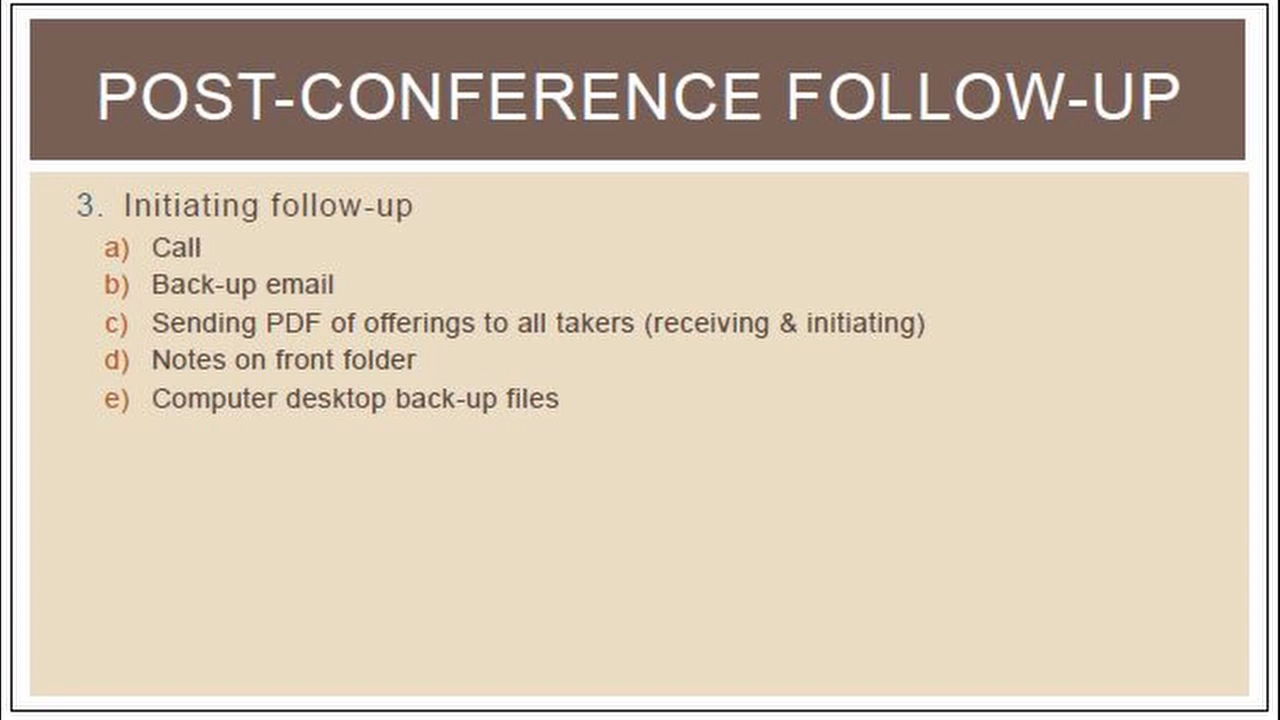 POST-CONFERENCE FOLLOW-UP
3. Initiating follow-up
a) Call
b) Back-up email
c) Sending PDF of offerings to all takers (receiving & initiating)
d) Notes on front folder
e) Computer desktop back-up files